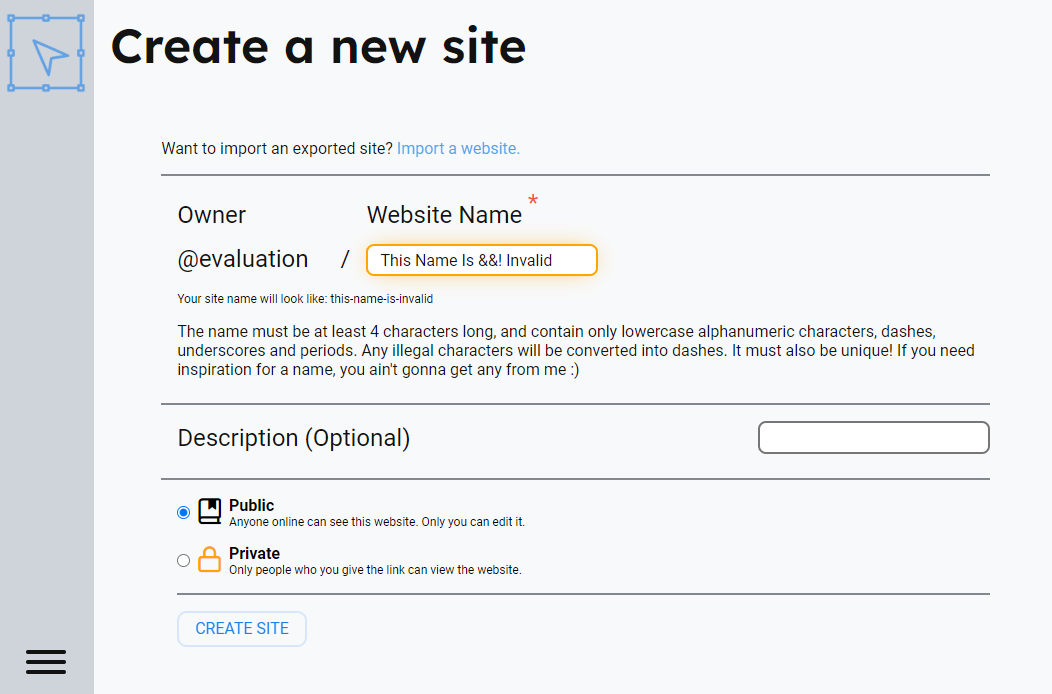 Create a new site
Want to import an exported site? Import a website.
Owner
Website Name *
@evaluation / This Name Is &&! Invalid
Your site name will look like: this-name-is-invalid
The name must be at least 4 characters long, and contain only lowercase alphanumeric characters, dashes,
underscores and periods. Any illegal characters will be converted into dashes. It must also be unique! If you need
inspiration for a name, you ain't gonna get any from me :)
Description (Optional)
Public
Anyone online can see this website. Only you can edit it.
Private
Only people who you give the link can view the website.
CREATE SITE